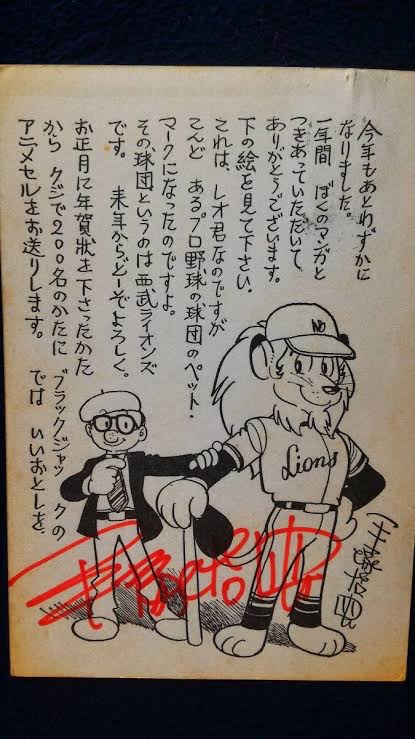 今年もあとわずかに
なりました。
一年間 ぼくのマンガと
つきあっていただいて、
ありがとうございます。
下の絵を見て下さい。
これは、レオ君なのですが
こんど あるプロ野球の球団のペット・
マークになったのですよ。
その球団というのは西武ライオンズ
です。 来年からどーぞよろしく。
お正月に年賀状を下さったかた
から クジで200名のかたに ブラックジャックの
アニメセルをお送りします。 では いいおとしを。
Lions